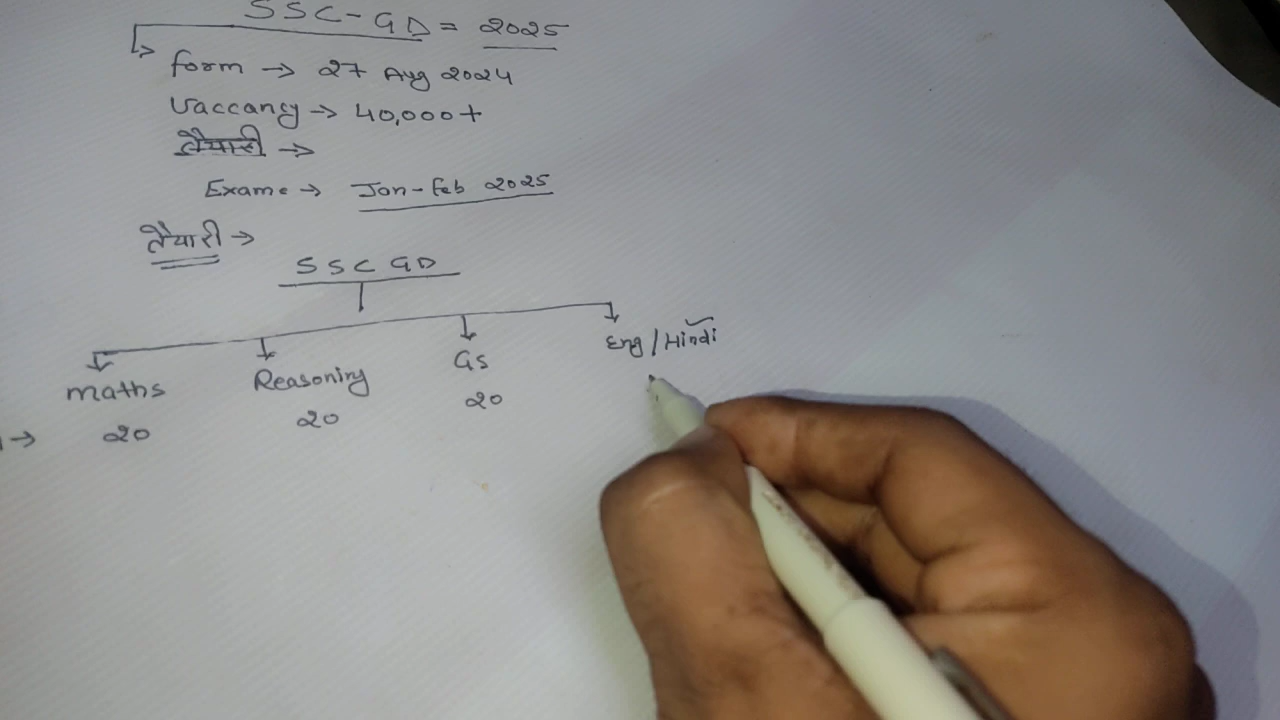 SSC-GD = 2025
form → 27 Aug 2024
Vaccancy → 40,000+
तैयारी →
Exame → Jan-Feb 2025
तैयारी →
SSC GD
maths Reasoning GS Eng/Hindi
→ 20 20 20